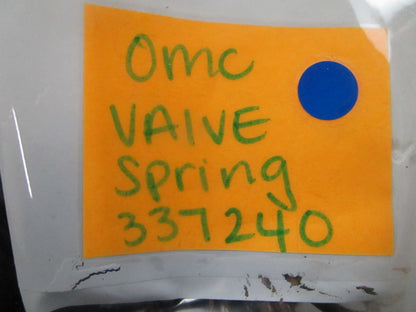 OMC
VALVE
Spring
337240